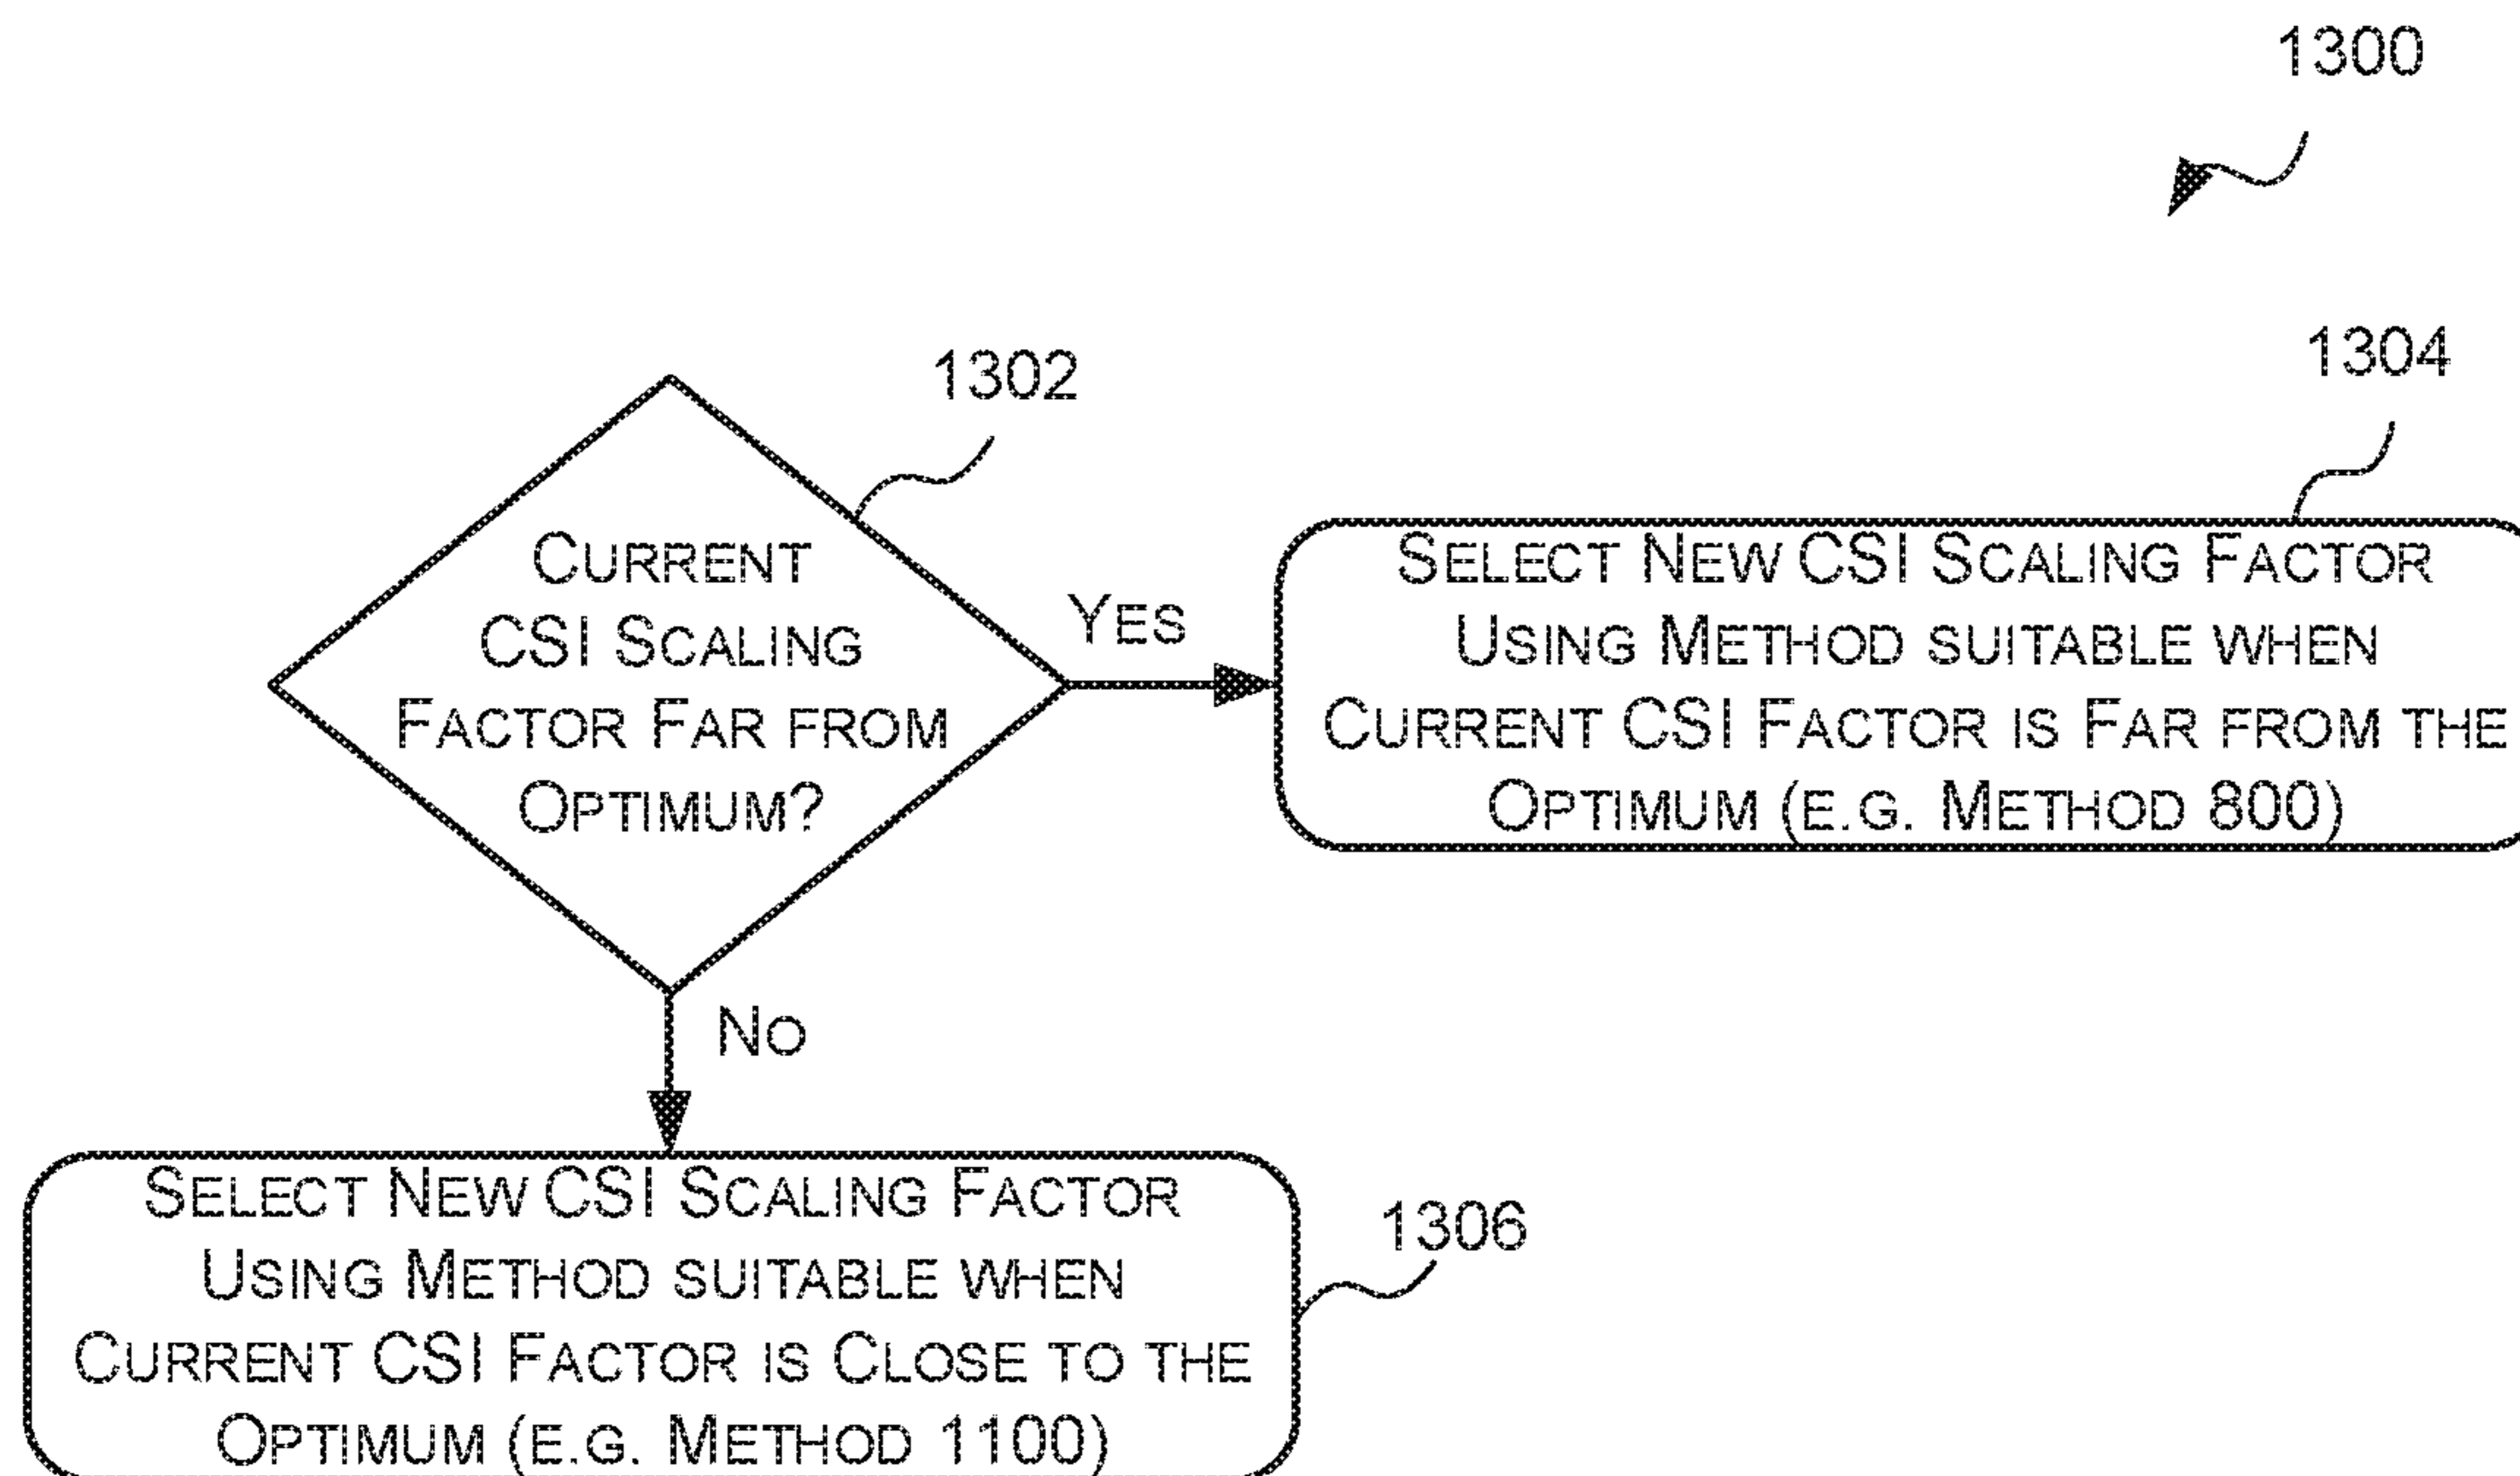 1300
1302
1304
Current
CSI Scaling
Factor Far from
Optimum?
Yes
Select New CSI Scaling Factor
Using Method suitable when
Current CSI Factor is Far from the
Optimum (e.g. Method 800)
No
Select New CSI Scaling Factor
Using Method suitable when
Current CSI Factor is Close to the
Optimum (e.g. Method 1100)
1306